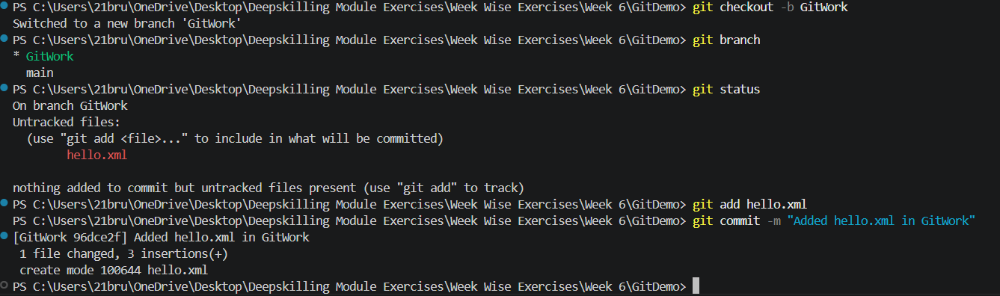 PS C:\Users\21bru\OneDrive\Desktop\Deepskilling Module Exercises\Week Wise Exercises\Week 6\GitDemo> git checkout -b GitWork
Switched to a new branch 'GitWork'
PS C:\Users\21bru\OneDrive\Desktop\Deepskilling Module Exercises\Week Wise Exercises\Week 6\GitDemo> git branch
* GitWork
  main
PS C:\Users\21bru\OneDrive\Desktop\Deepskilling Module Exercises\Week Wise Exercises\Week 6\GitDemo> git status
On branch GitWork
Untracked files:
  (use "git add <file>..." to include in what will be committed)
        hello.xml
nothing added to commit but untracked files present (use "git add" to track)
PS C:\Users\21bru\OneDrive\Desktop\Deepskilling Module Exercises\Week Wise Exercises\Week 6\GitDemo> git add hello.xml
PS C:\Users\21bru\OneDrive\Desktop\Deepskilling Module Exercises\Week Wise Exercises\Week 6\GitDemo> git commit -m "Added hello.xml in GitWork"
[GitWork 96dce2f] Added hello.xml in GitWork
 1 file changed, 3 insertions(+)
 create mode 100644 hello.xml
PS C:\Users\21bru\OneDrive\Desktop\Deepskilling Module Exercises\Week Wise Exercises\Week 6\GitDemo>